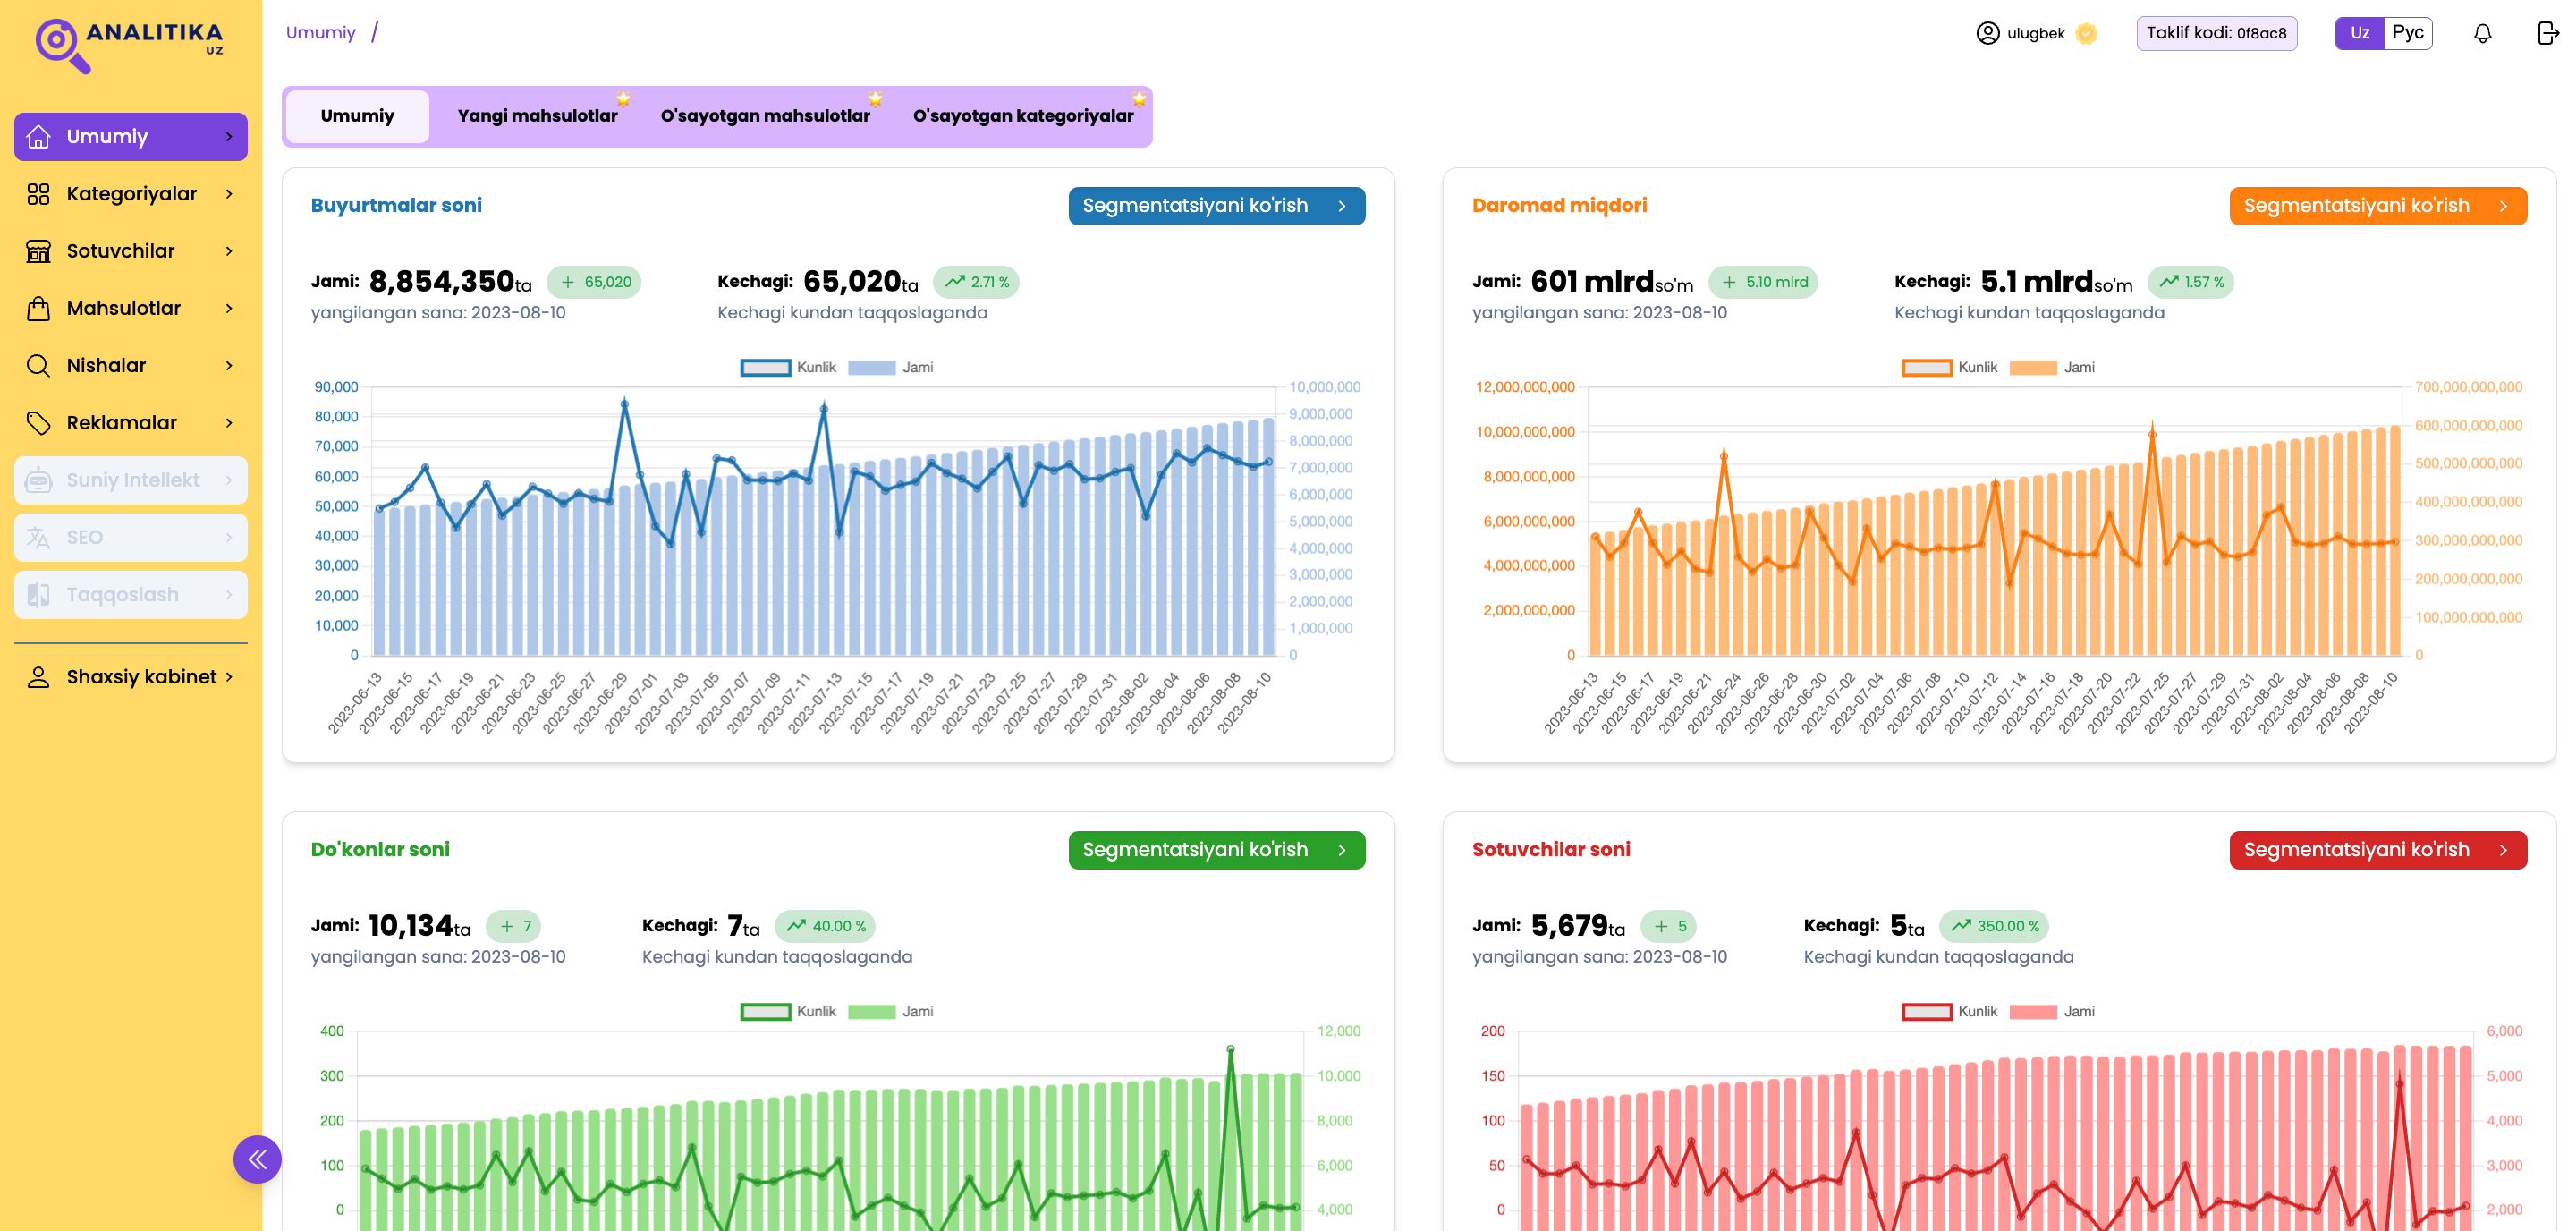 ANALITIKA
UZ
Umumiy /
ulugbek
Taklif kodi: 0f8ac8
Uz Рус
Umumiy
Kategoriyalar
Sotuvchilar
Mahsulotlar
Nishalar
Reklamalar
Suniy Intellekt
SEO
Taqqoslash
Shaxsiy kabinet
Umumiy Yangi mahsulotlar O'sayotgan mahsulotlar O'sayotgan kategoriyalar
Buyurtmalar soni
Segmentatsiyani ko'rish
Jami: 8,854,350ta + 65,020
yangilangan sana: 2023-08-10
Kechagi: 65,020ta 2.71 %
Kechagi kundan taqqoslaganda
Kunlik Jami
90,000
80,000
70,000
60,000
50,000
40,000
30,000
20,000
10,000
0
10,000,000
9,000,000
8,000,000
7,000,000
6,000,000
5,000,000
4,000,000
3,000,000
2,000,000
1,000,000
0
2023-06-13 2023-06-15 2023-06-17 2023-06-19 2023-06-21 2023-06-23 2023-06-25 2023-06-27 2023-06-29 2023-07-01 2023-07-03 2023-07-05 2023-07-07 2023-07-09 2023-07-11 2023-07-13 2023-07-15 2023-07-17 2023-07-19 2023-07-21 2023-07-23 2023-07-25 2023-07-27 2023-07-29 2023-07-31 2023-08-02 2023-08-04 2023-08-06 2023-08-08 2023-08-10
Daromad miqdori
Segmentatsiyani ko'rish
Jami: 601 mlrdso'm + 5.10 mlrd
yangilangan sana: 2023-08-10
Kechagi: 5.1 mlrdso'm 1.57 %
Kechagi kundan taqqoslaganda
Kunlik Jami
12,000,000,000
10,000,000,000
8,000,000,000
6,000,000,000
4,000,000,000
2,000,000,000
0
700,000,000,000
600,000,000,000
500,000,000,000
400,000,000,000
300,000,000,000
200,000,000,000
100,000,000,000
0
2023-06-13 2023-06-15 2023-06-17 2023-06-19 2023-06-21 2023-06-24 2023-06-26 2023-06-28 2023-06-30 2023-07-02 2023-07-04 2023-07-06 2023-07-08 2023-07-10 2023-07-12 2023-07-14 2023-07-16 2023-07-18 2023-07-20 2023-07-22 2023-07-25 2023-07-27 2023-07-29 2023-07-31 2023-08-02 2023-08-04 2023-08-06 2023-08-08 2023-08-10
Do'konlar soni
Segmentatsiyani ko'rish
Jami: 10,134ta + 7
yangilangan sana: 2023-08-10
Kechagi: 7ta 40.00 %
Kechagi kundan taqqoslaganda
Kunlik Jami
400
300
200
100
0
12,000
10,000
8,000
6,000
4,000
Sotuvchilar soni
Segmentatsiyani ko'rish
Jami: 5,679ta + 5
yangilangan sana: 2023-08-10
Kechagi: 5ta 350.00 %
Kechagi kundan taqqoslaganda
Kunlik Jami
200
150
100
50
0
6,000
5,000
4,000
3,000
2,000